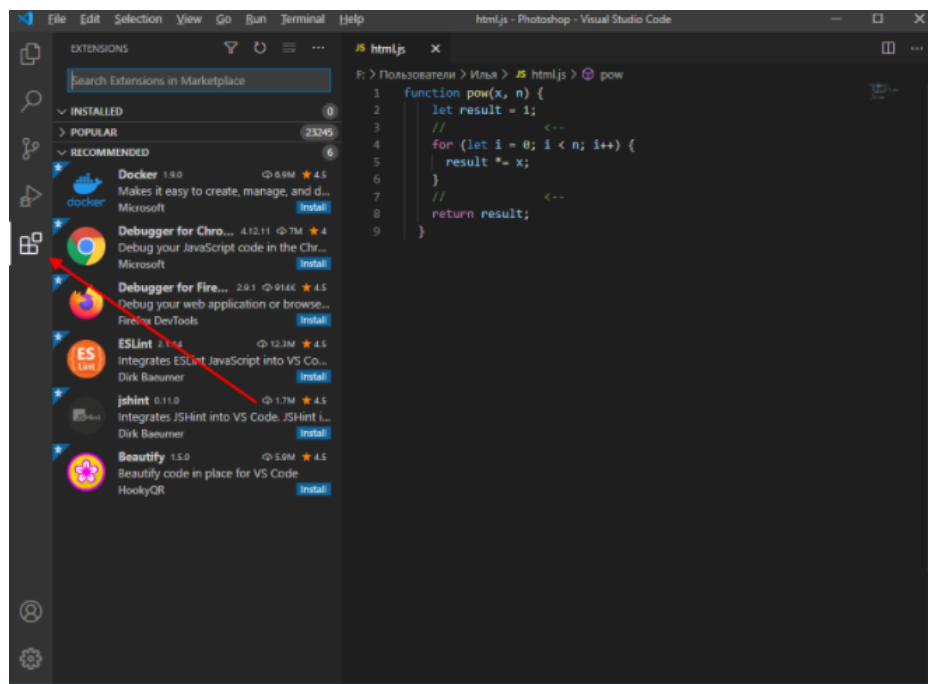 File Edit Selection View Go Run Terminal Help html.js - Photoshop - Visual Studio Code
EXTENSIONS
Search Extensions in Marketplace
INSTALLED 0
POPULAR 23245
RECOMMENDED 6
Docker 1.9.0 6.9M 4.5
Makes it easy to create, manage, and d...
Microsoft Install
docker
Debugger for Chro... 4.12.11 7M 4
Debug your JavaScript code in the Chr...
Microsoft Install
Debugger for Fire... 2.9.1 914K 4.5
Debug your web application or browse...
Firefox DevTools Install
ESLint 12.3M 4.5
Integrates ESLint JavaScript into VS Co...
Dirk Baeumer Install
ES
Lint
jshint 0.11.0 1.7M 4.5
Integrates JSHint into VS Code. JSHint i...
Dirk Baeumer Install
JSHint
Beautify 1.5.0 5.9M 4.5
Beautify code in place for VS Code
HookyQR Install
JS html.js
F: > Пользователи > Илья > JS html.js > pow
1 function pow(x, n) {
2 let result = 1;
3 // <--
4 for (let i = 0; i < n; i++) {
5 result *= x;
6 }
7 // <--
8 return result;
9 }